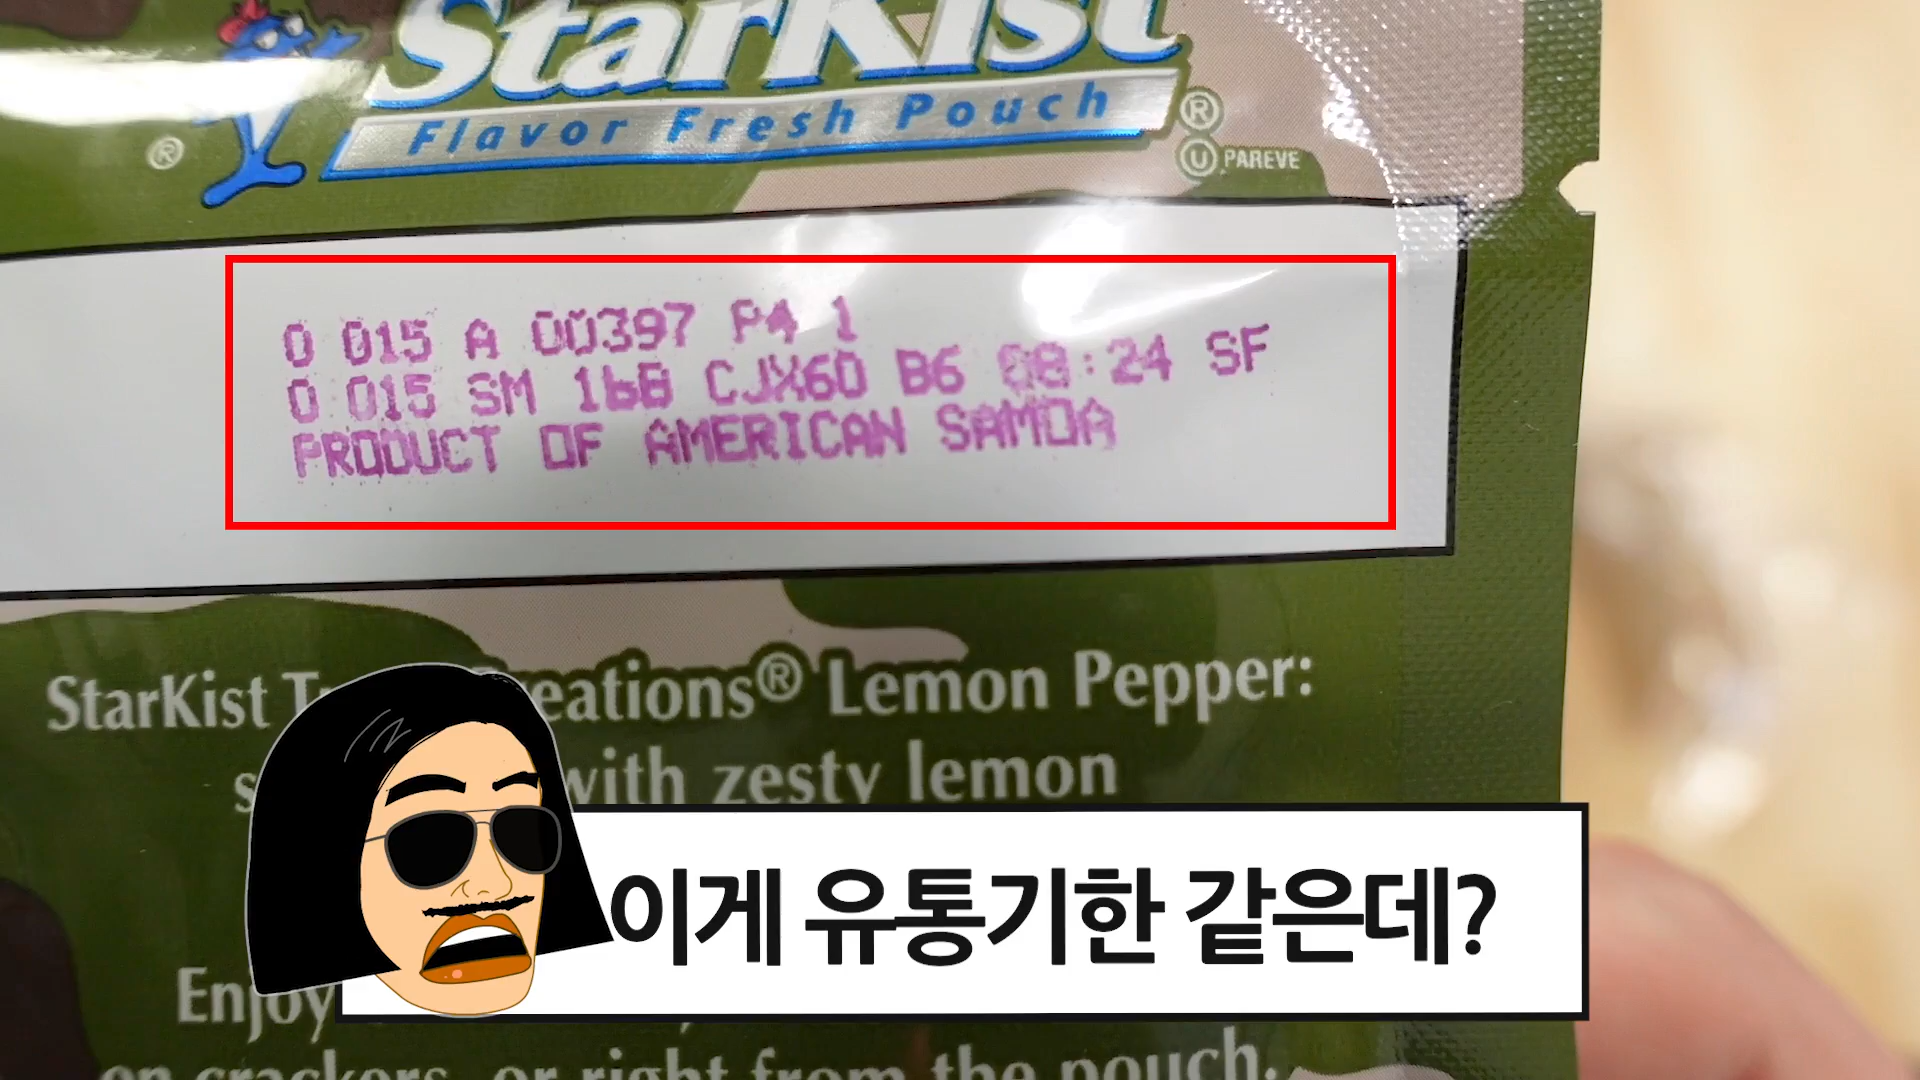 StarKist
Flavor Fresh Pouch ®
® U PAREVE
0 015 A 00397 P4 1
0 015 SM 16B CJX60 B6 08:24 SF
PRODUCT OF AMERICAN SAMOA
StarKist Creations® Lemon Pepper:
with zesty lemon
이게 유통기한 같은데?
Enjoy
on crackers, or right from the pouch.